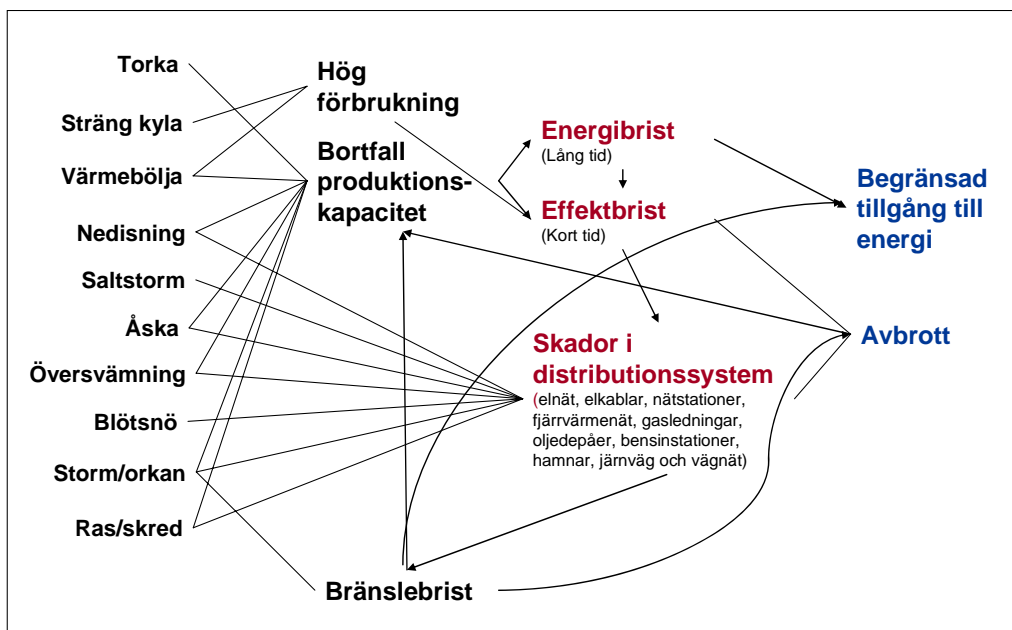 Torka
Sträng kyla
Värmebölja
Nedisning
Saltstorm
Åska
Översvämning
Blötsnö
Storm/orkan
Ras/skred
Hög
förbrukning
Bortfall
produktions-
kapacitet
Energibrist
(Lång tid)
Effektbrist
(Kort tid)
Skador i
distributionssystem
(elnät, elkablar, nätstationer,
fjärrvärmenät, gasledningar,
oljedepåer, bensinstationer,
hamnar, järnväg och vägnät)
Bränslebrist
Begränsad
tillgång till
energi
Avbrott